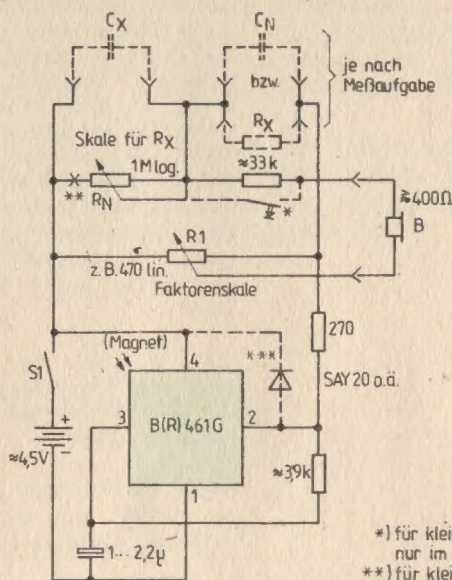 Cx
CN
je nach
Meßaufgabe
bzw.
Rx
Skale für Rx
1M log.
≈33k
**
RN
*
≈400Ω
B
R1
z.B. 470 lin.
Faktorenskale
270
(Magnet)
***
SAY 20 o.ä.
S1
4
3
B(R)461G
2
1
+
≈4,5V
-
≈3,9k
1...2,2µ
*) für klei
nur im
**) für klei